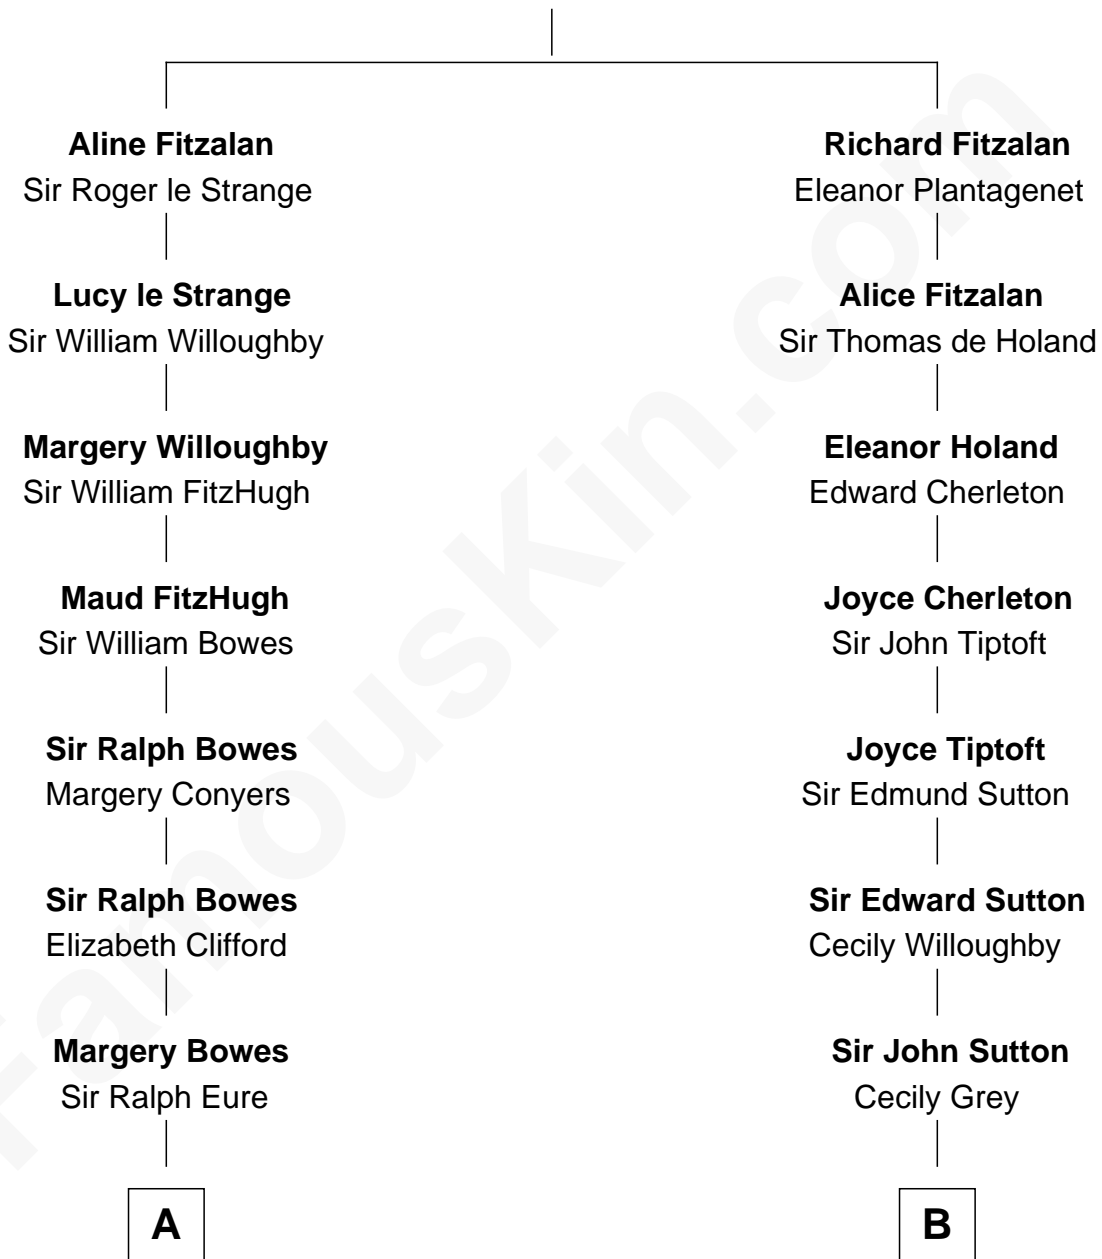 Aline Fitzalan
Sir Roger le Strange
Lucy le Strange
Sir William Willoughby
Margery Willoughby
Sir William FitzHugh
Maud FitzHugh
Sir William Bowes
Sir Ralph Bowes
Margery Conyers
Sir Ralph Bowes
Elizabeth Clifford
Margery Bowes
Sir Ralph Eure
A
Richard Fitzalan
Eleanor Plantagenet
Alice Fitzalan
Sir Thomas de Holand
Eleanor Holand
Edward Cherleton
Joyce Cherleton
Sir John Tiptoft
Joyce Tiptoft
Sir Edmund Sutton
Sir Edward Sutton
Cecily Willoughby
Sir John Sutton
Cecily Grey
B
FamousKin.com